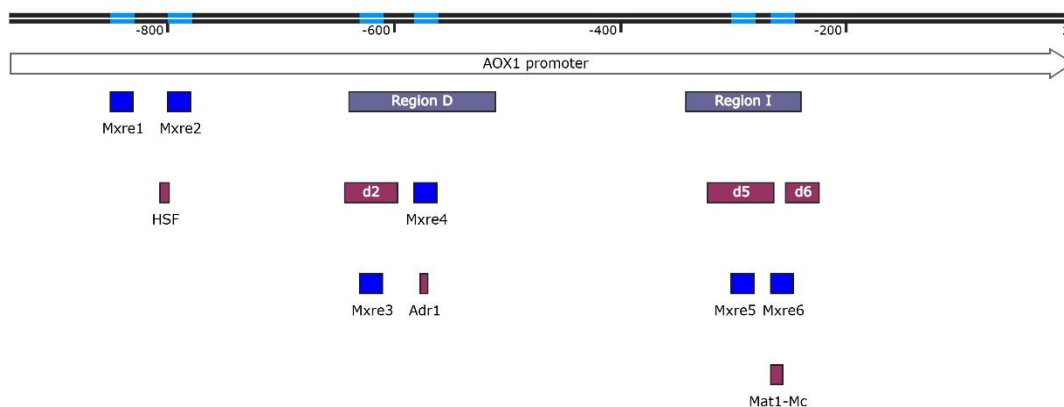 -800 -600 -400 -200
AOX1 promoter
Region D Region I
Mxre1 Mxre2
d2 d5 d6
HSF Mxre4
Mxre3 Adr1 Mxre5 Mxre6
Mat1-Mc